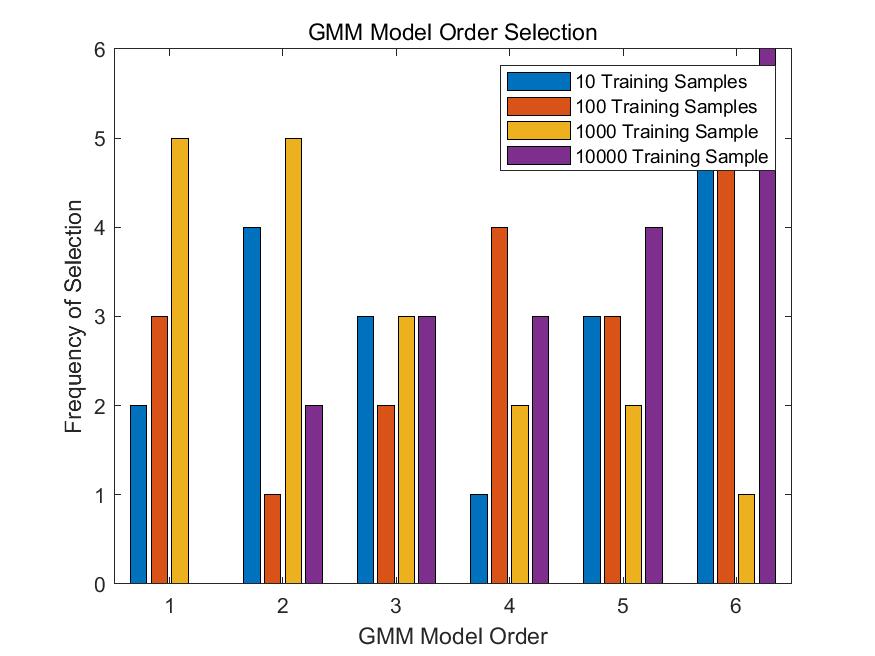 GMM Model Order Selection
10 Training Samples
100 Training Samples
1000 Training Sample
10000 Training Sample
Frequency of Selection
6
5
4
3
2
1
0
1 2 3 4 5 6
GMM Model Order